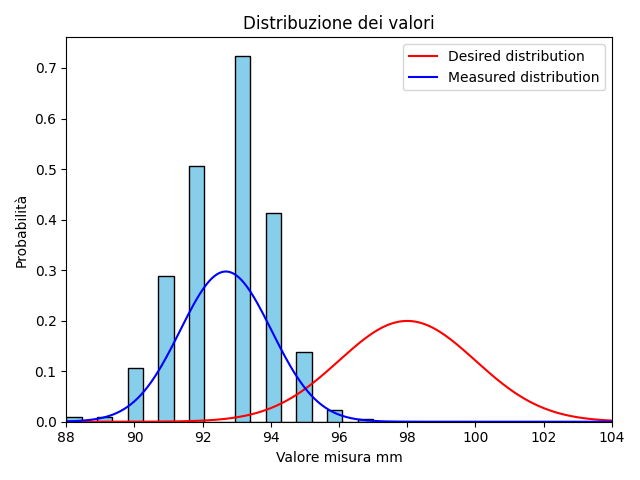 Distribuzione dei valori
Desired distribution
Measured distribution
Probabilità
0.7
0.6
0.5
0.4
0.3
0.2
0.1
0.0
88 90 92 94 96 98 100 102 104
Valore misura mm